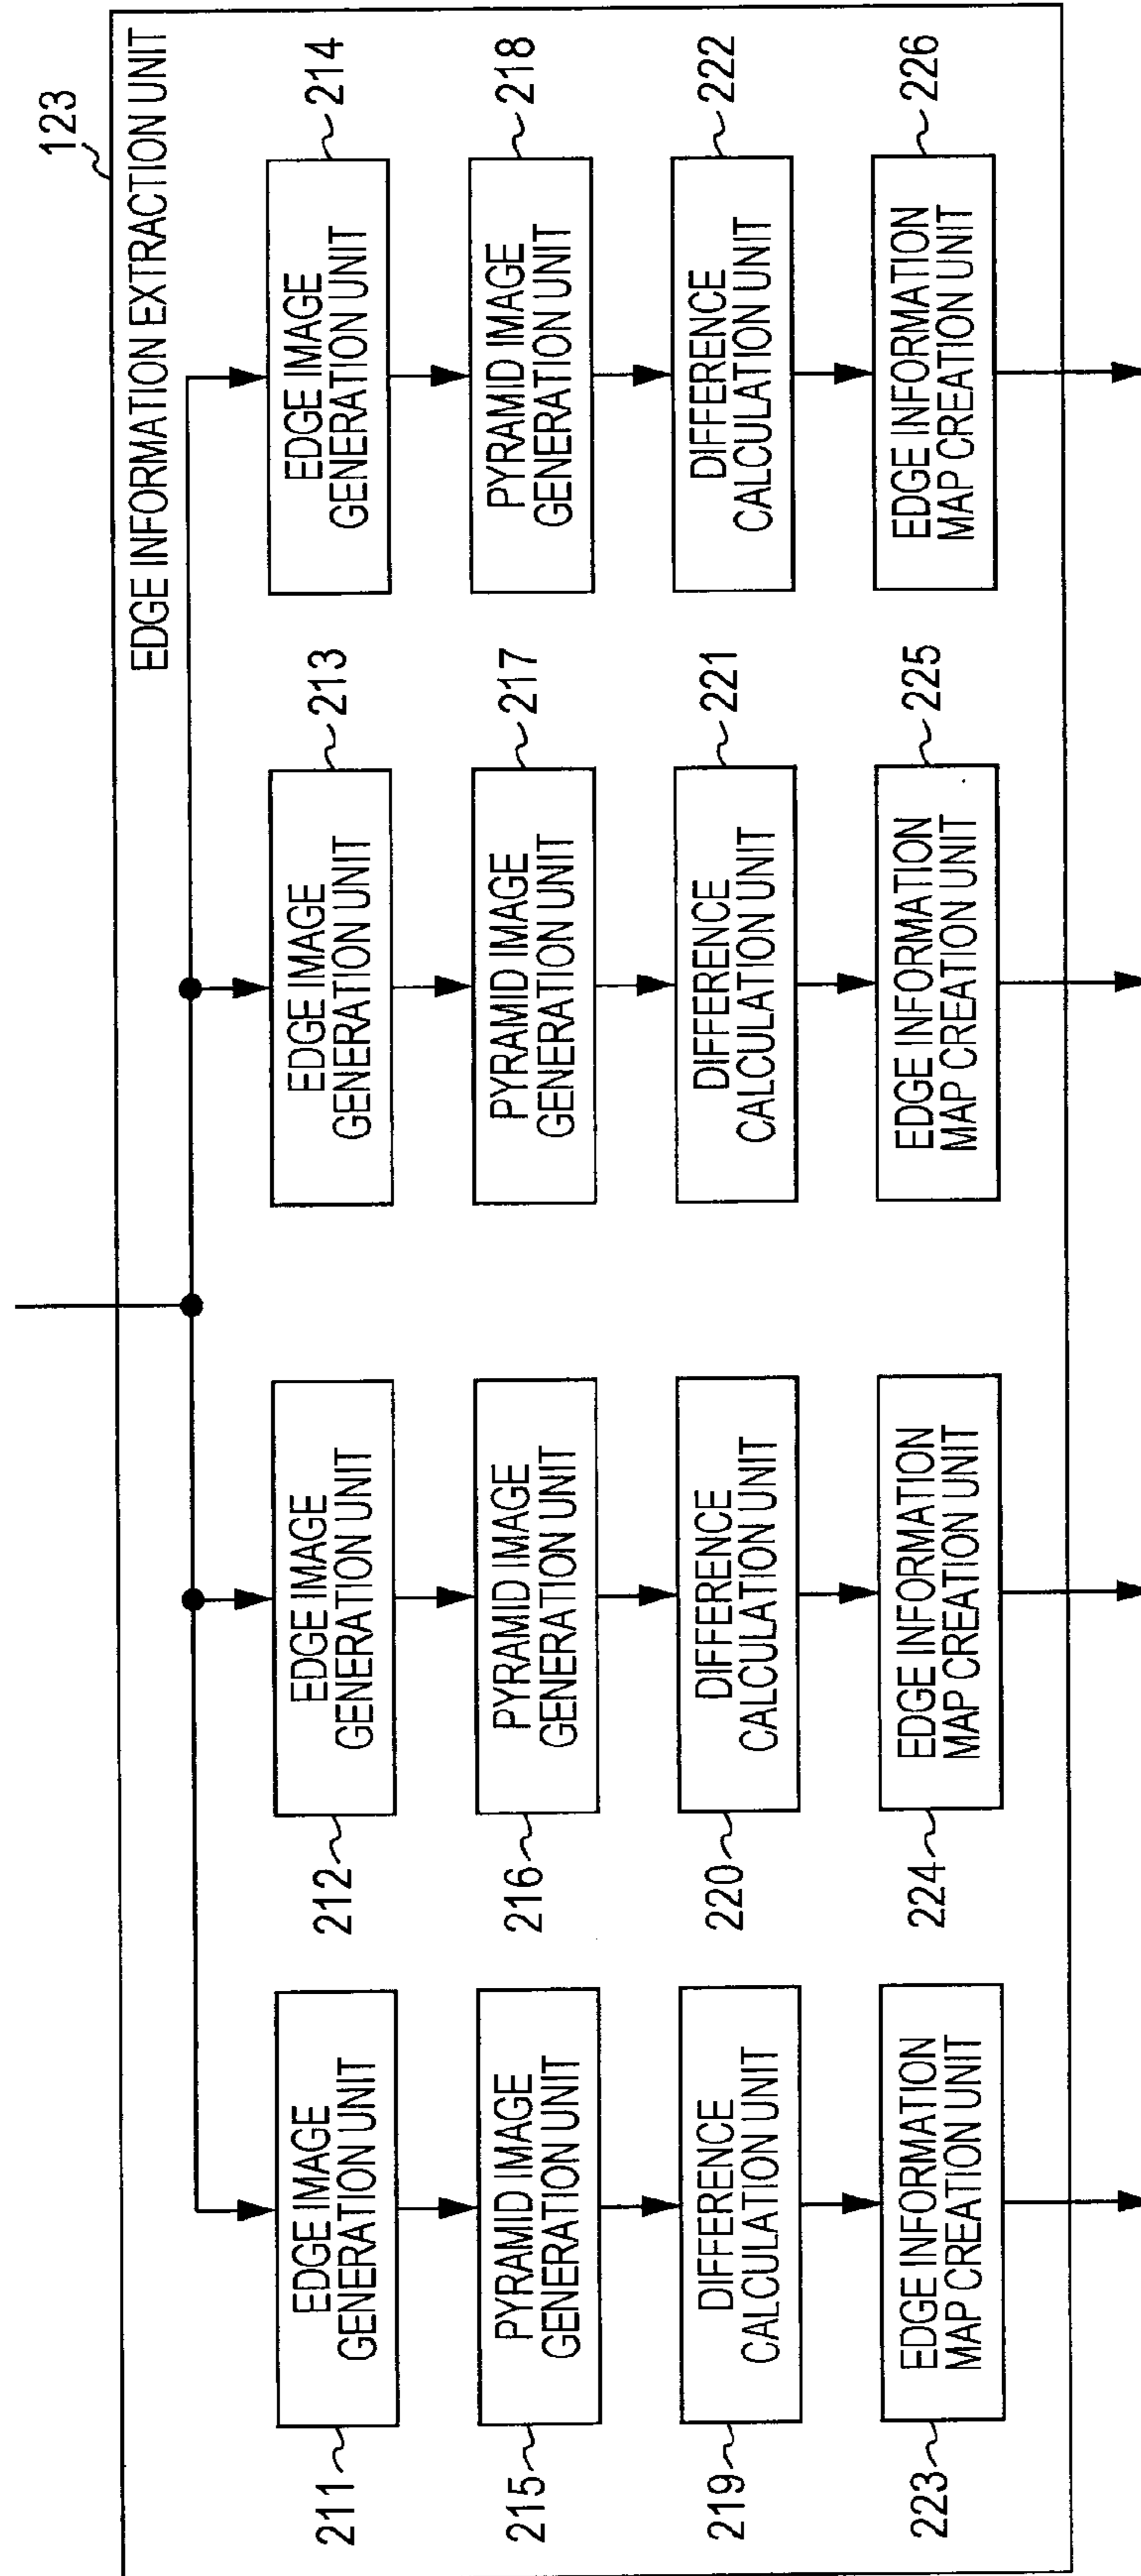 123
EDGE INFORMATION EXTRACTION UNIT
211
EDGE IMAGE
GENERATION UNIT
212
EDGE IMAGE
GENERATION UNIT
EDGE IMAGE
GENERATION UNIT
213
EDGE IMAGE
GENERATION UNIT
214
215
PYRAMID IMAGE
GENERATION UNIT
216
PYRAMID IMAGE
GENERATION UNIT
PYRAMID IMAGE
GENERATION UNIT
217
PYRAMID IMAGE
GENERATION UNIT
218
219
DIFFERENCE
CALCULATION UNIT
220
DIFFERENCE
CALCULATION UNIT
DIFFERENCE
CALCULATION UNIT
221
DIFFERENCE
CALCULATION UNIT
222
223
EDGE INFORMATION
MAP CREATION UNIT
224
EDGE INFORMATION
MAP CREATION UNIT
EDGE INFORMATION
MAP CREATION UNIT
225
EDGE INFORMATION
MAP CREATION UNIT
226